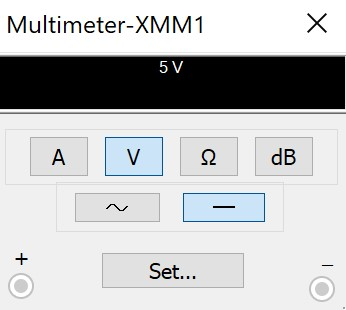 Multimeter-XMM1
5 V
A V Ω dB
Set...
+ −